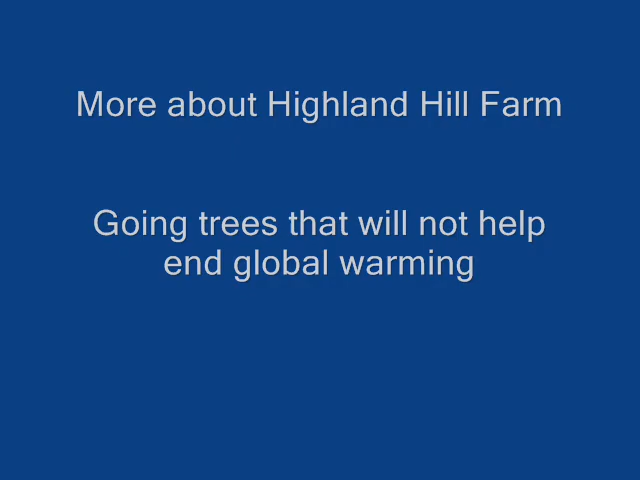 More about Highland Hill Farm
Going trees that will not help
end global warming